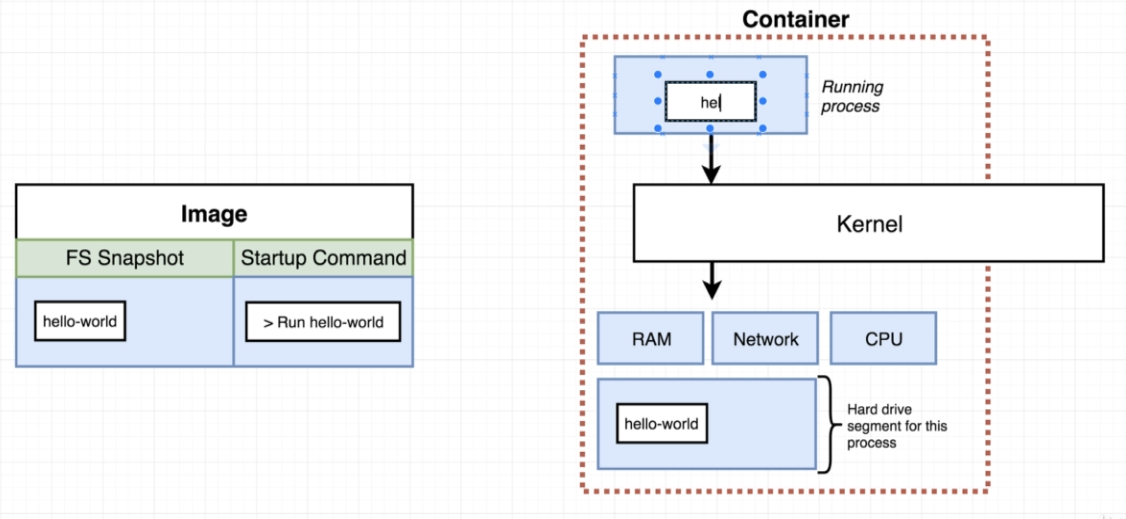 Container
hel
Running
process
Kernel
Image
FS Snapshot
Startup Command
hello-world
> Run hello-world
RAM
Network
CPU
hello-world
Hard drive
segment for this
process